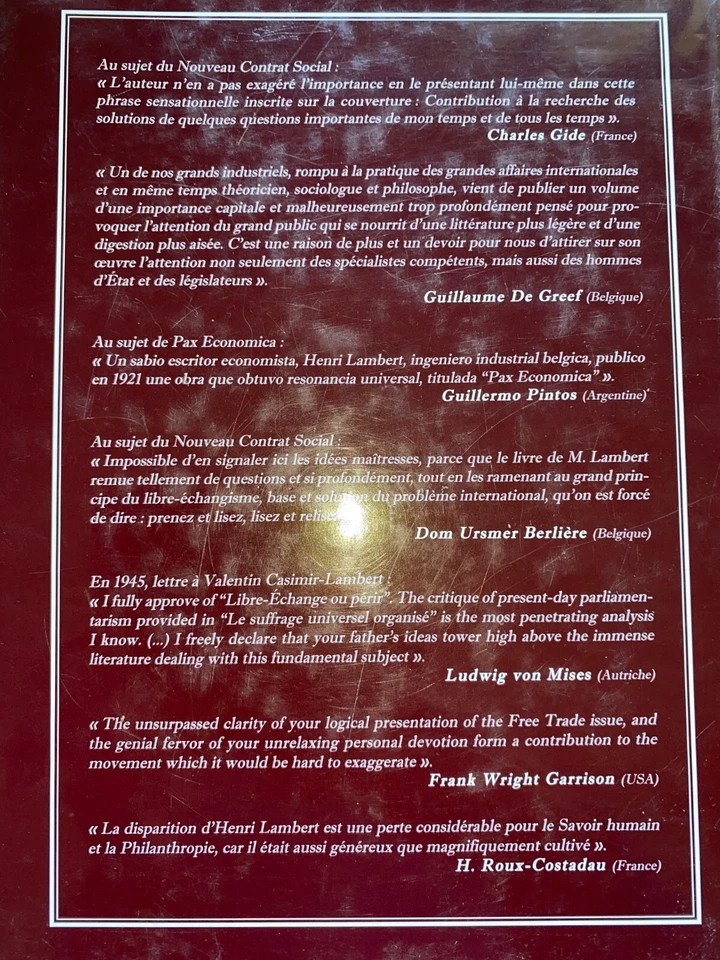 Au sujet du Nouveau Contrat Social :
« L'auteur n'en a pas exagéré l'importance en le présentant lui-même dans cette
phrase sensationnelle inscrite sur la couverture : Contribution à la recherche des
solutions de quelques questions importantes de mon temps et de tous les temps ».
Charles Gide (France)
« Un de nos grands industriels, rompu à la pratique des grandes affaires internationales
et en même temps théoricien, sociologue et philosophe, vient de publier un volume
d'une importance capitale et malheureusement trop profondément pensé pour pro-
voquer l'attention du grand public qui se nourrit d'une littérature plus légère et d'une
digestion plus aisée. C'est une raison de plus et un devoir pour nous d'attirer sur son
œuvre l'attention non seulement des spécialistes compétents, mais aussi des hommes
d'État et des législateurs ».
Guillaume De Greef (Belgique)
Au sujet de Pax Economica :
« Un sabio escritor economista, Henri Lambert, ingeniero industrial belgica, publico
en 1921 une obra que obtuvo resonancia universal, titulada "Pax Economica" ».
Guillermo Pintos (Argentine)
Au sujet du Nouveau Contrat Social :
« Impossible d'en signaler ici les idées maîtresses, parce que le livre de M. Lambert
remue tellement de questions et si profondément, tout en les ramenant au grand prin-
cipe du libre-échangisme, base et solution du problème international, qu'on est forcé
de dire : prenez et lisez, lisez et
Dom Ursmer Berlière (Belgique)
En 1945, lettre à Valentin Casimir-Lambert :
« I fully approve of "Libre-Échange ou périr". The critique of present-day parliamen-
tarism provided in "Le suffrage universel organisé" is the most penetrating analysis
I know. (...) I freely declare that your father's ideas tower high above the immense
literature dealing with this fundamental subject ».
Ludwig von Mises (Autriche)
« The unsurpassed clarity of your logical presentation of the Free Trade issue, and
the genial fervor of your unrelaxing personal devotion form a contribution to the
movement which it would be hard to exaggerate ».
Frank Wright Garrison (USA)
« La disparition d'Henri Lambert est une perte considérable pour le Savoir humain
et la Philanthropie, car il était aussi généreux que magnifiquement cultivé ».
H. Roux-Costadau (France)